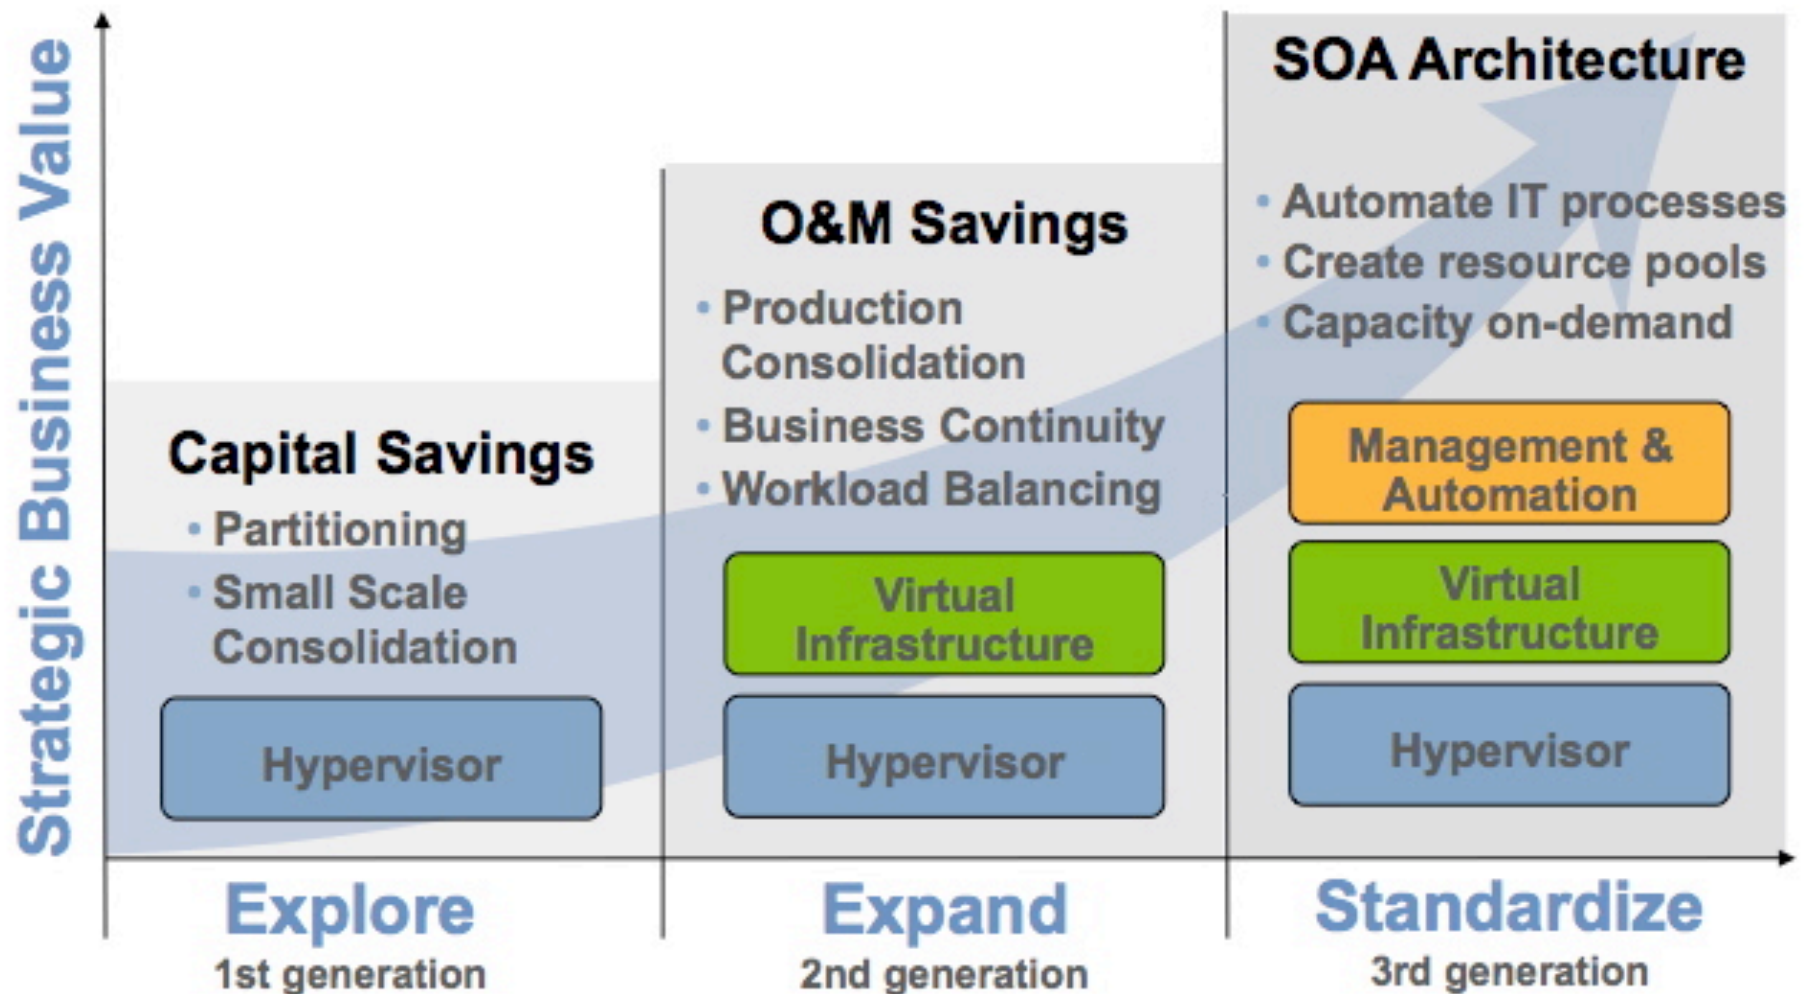 Strategic Business Value
Capital Savings
• Partitioning
• Small Scale
Consolidation
Hypervisor
Explore
1st generation
O&M Savings
• Production
Consolidation
• Business Continuity
• Workload Balancing
Virtual
Infrastructure
Hypervisor
Expand
2nd generation
SOA Architecture
• Automate IT processes
• Create resource pools
• Capacity on-demand
Management &
Automation
Virtual
Infrastructure
Hypervisor
Standardize
3rd generation